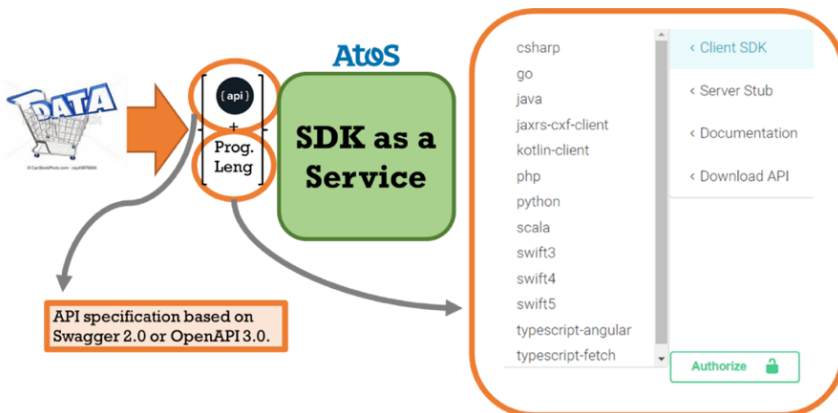 DATA
© CanStockPhoto.com
{api}
+
Prog.
Leng
Atos
SDK as a
Service
API specification based on
Swagger 2.0 or OpenAPI 3.0.
csharp
go
java
jaxrs-cxf-client
kotlin-client
php
python
scala
swift3
swift4
swift5
typescript-angular
typescript-fetch
< Client SDK
< Server Stub
< Documentation
< Download API
Authorize